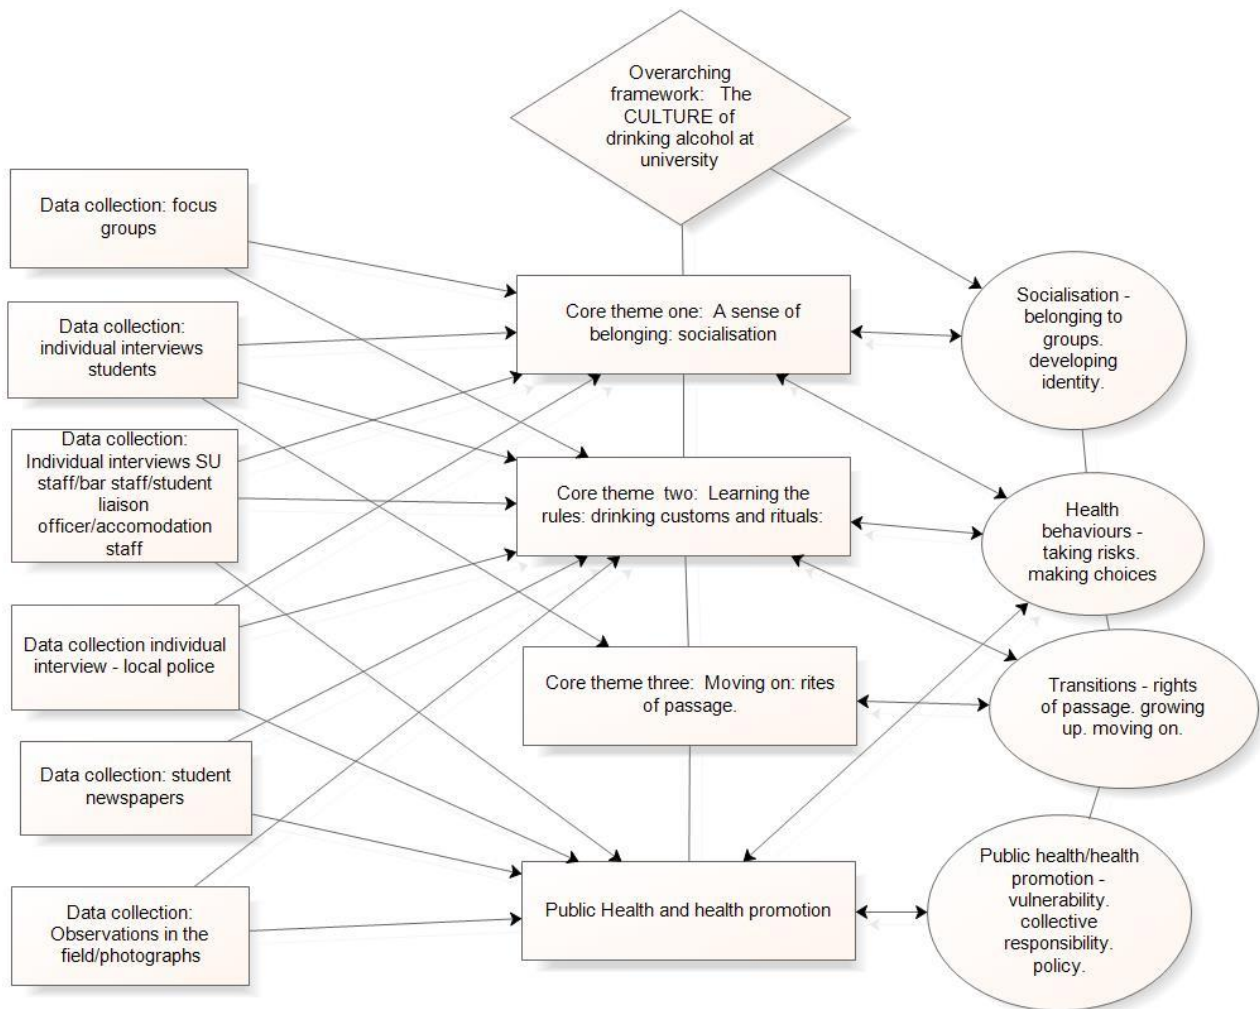 Overarching
framework: The
CULTURE of
drinking alcohol at
university
Data collection: focus
groups
Data collection:
individual interviews
students
Data collection:
Individual interviews SU
staff/bar staff/student
liaison
officer/accomodation
staff
Data collection individual
interview - local police
Data collection: student
newspapers
Data collection:
Observations in the
field/photographs
Core theme one: A sense of
belonging: socialisation
Core theme two: Learning the
rules: drinking customs and rituals:
Core theme three: Moving on: rites
of passage.
Public Health and health promotion
Socialisation -
belonging to
groups.
developing
identity.
Health
behaviours -
taking risks.
making choices
Transitions - rights
of passage. growing
up. moving on.
Public health/health
promotion -
vulnerability.
collective
responsibility.
policy.